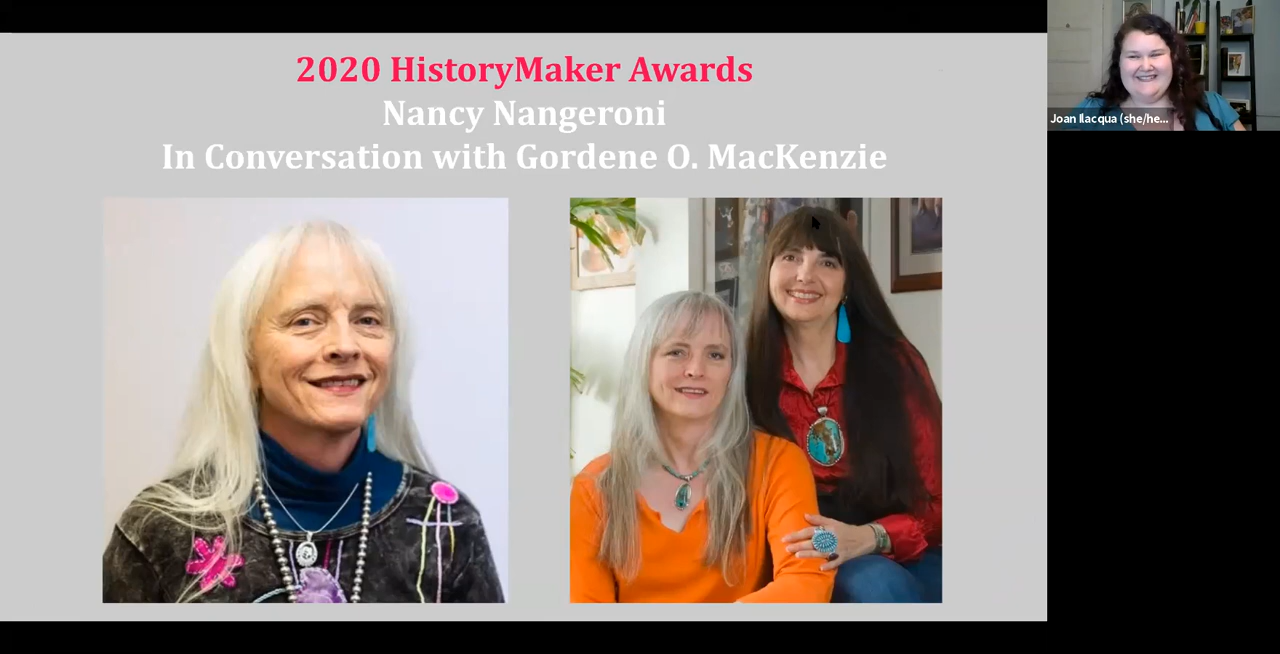 2020 HistoryMaker Awards
Nancy Nangeroni
In Conversation with Gordene O. MacKenzie
Joan Ilacqua (she/he...